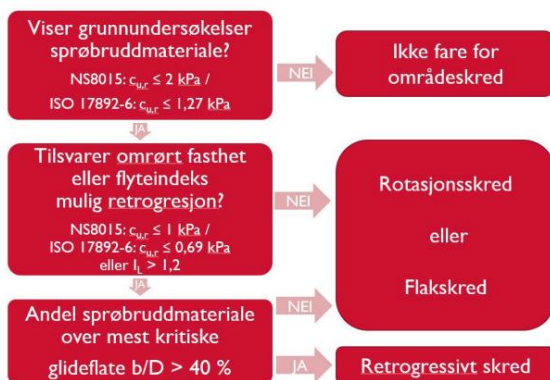 Viser grunnundersøkelser
sprøbruddmateriale?
NS8015: cu,r ≤ 2 kPa /
ISO 17892-6: cu,r ≤ 1,27 kPa
NEI
Ikke fare for
områdeskred
JA
Tilsvarer omrørt fasthet
eller flyteindeks
mulig retrogresjon?
NS8015: cu,r ≤ 1 kPa /
ISO 17892-6: cu,r ≤ 0,69 kPa
eller IL > 1,2
NEI
Rotasjonsskred
eller
Flakskred
JA
Andel sprøbruddmateriale
over mest kritiske
glideflate b/D > 40 %
NEI
JA
Retrogressivt skred